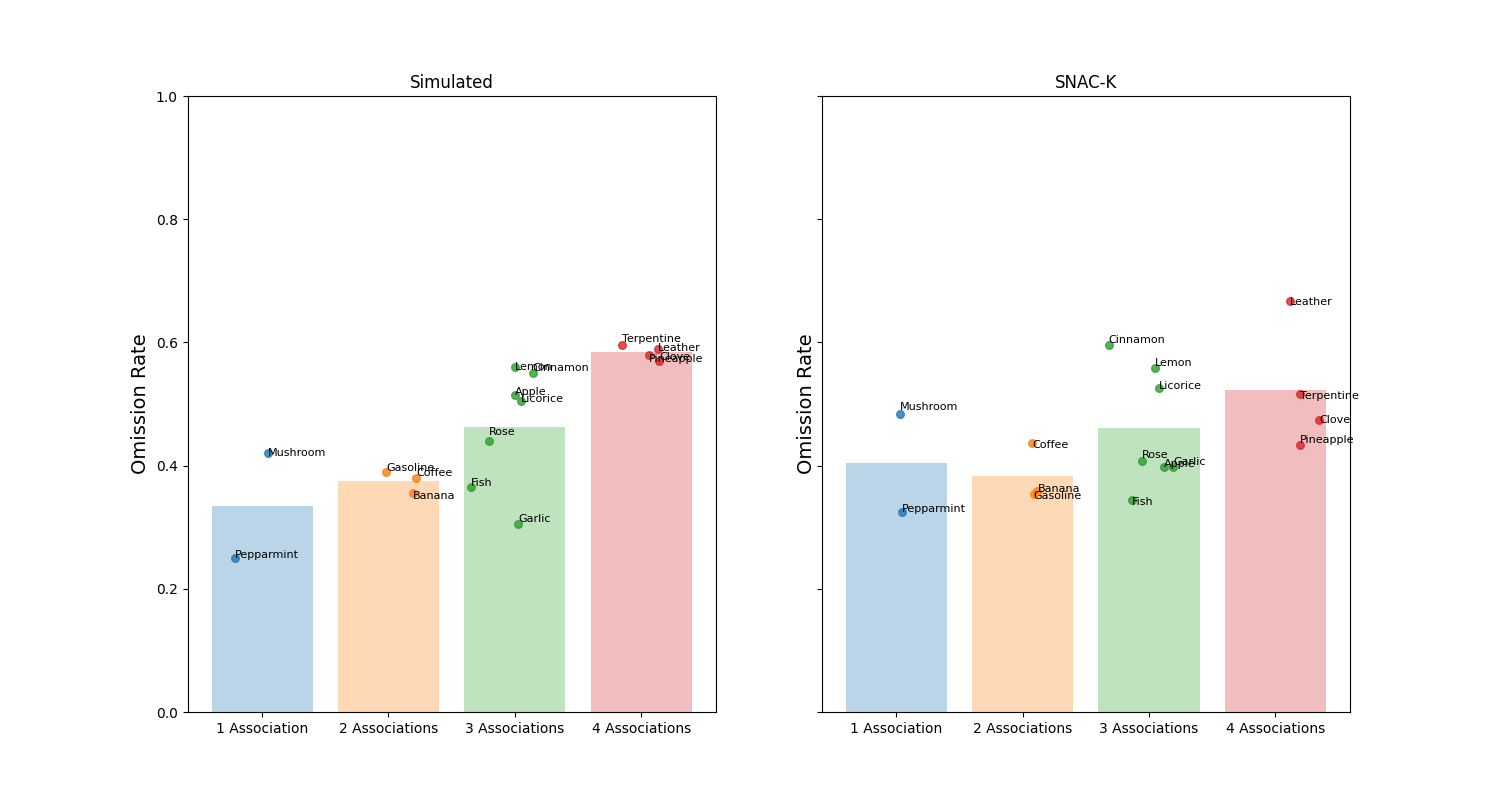 Simulated
SNAC-K
1.0
0.8
0.6
0.4
0.2
0.0
Omission Rate
Mushroom
Pepparmint
Gasoline
Coffee
Banana
Lemon
Cinnamon
Apple
Licorice
Rose
Fish
Garlic
Terpentine
Leather
Clove
Pineapple
1 Association
2 Associations
3 Associations
4 Associations
Omission Rate
Mushroom
Pepparmint
Coffee
Banana
Gasoline
Cinnamon
Lemon
Licorice
Rose
Garlic
Apple
Fish
Leather
Terpentine
Clove
Pineapple
1 Association
2 Associations
3 Associations
4 Associations